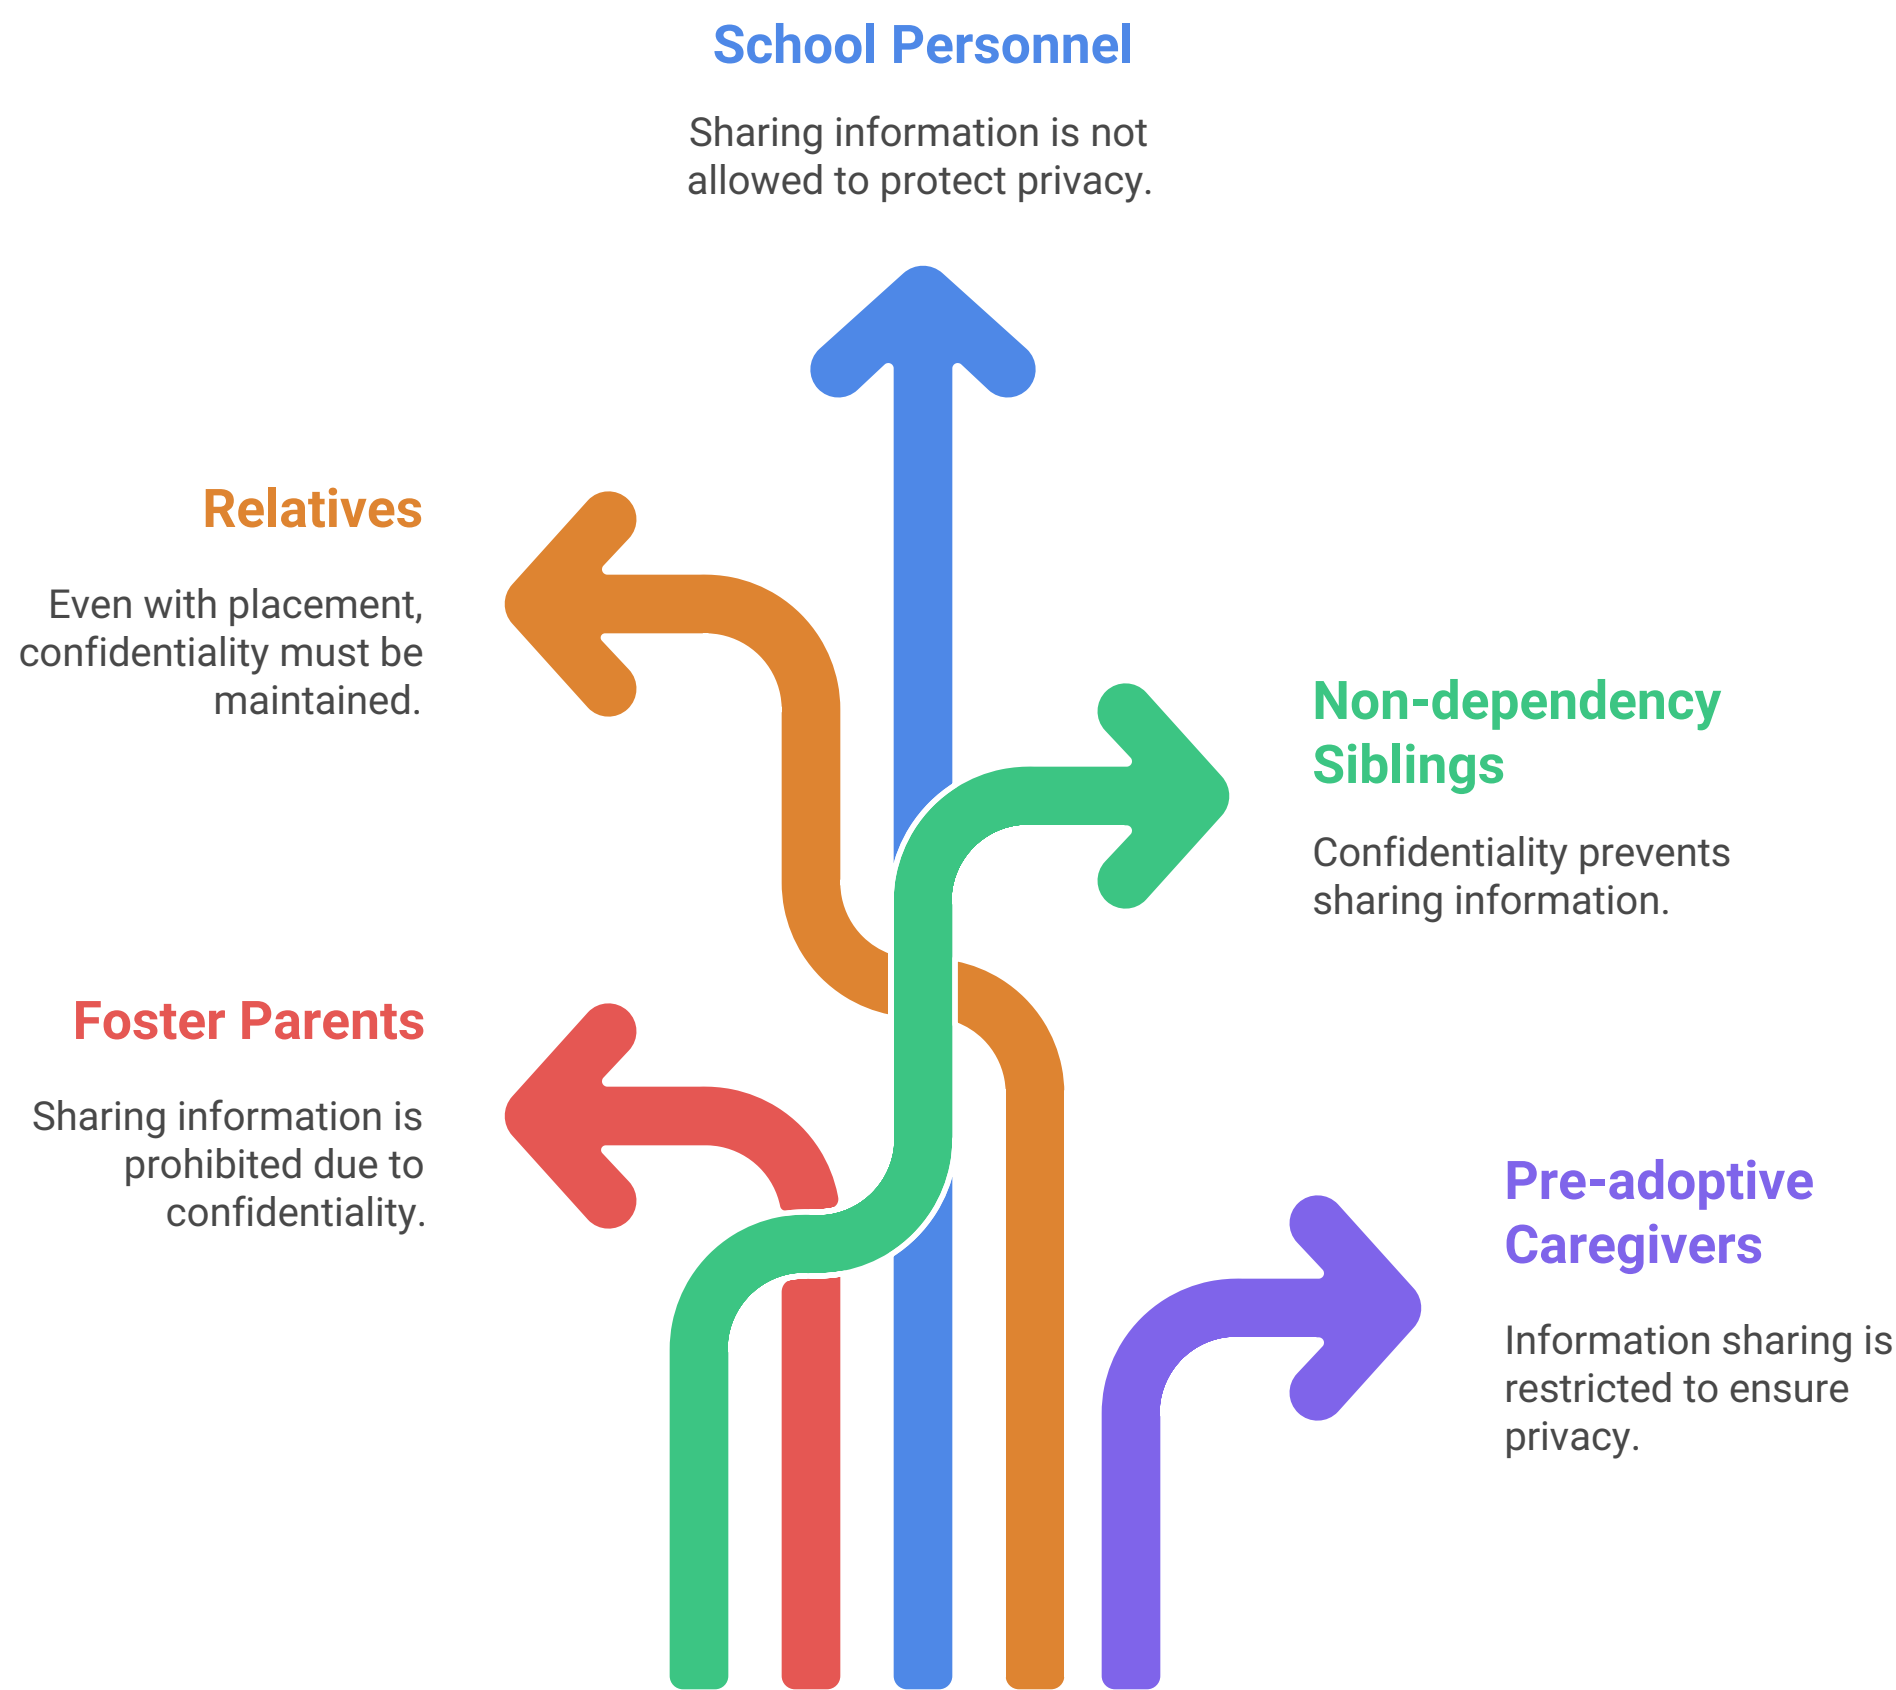 School Personnel
Sharing information is not
allowed to protect privacy.
Relatives
Even with placement,
confidentiality must be
maintained.
Non-dependency
Siblings
Confidentiality prevents
sharing information.
Foster Parents
Sharing information is
prohibited due to
confidentiality.
Pre-adoptive
Caregivers
Information sharing is
restricted to ensure
privacy.